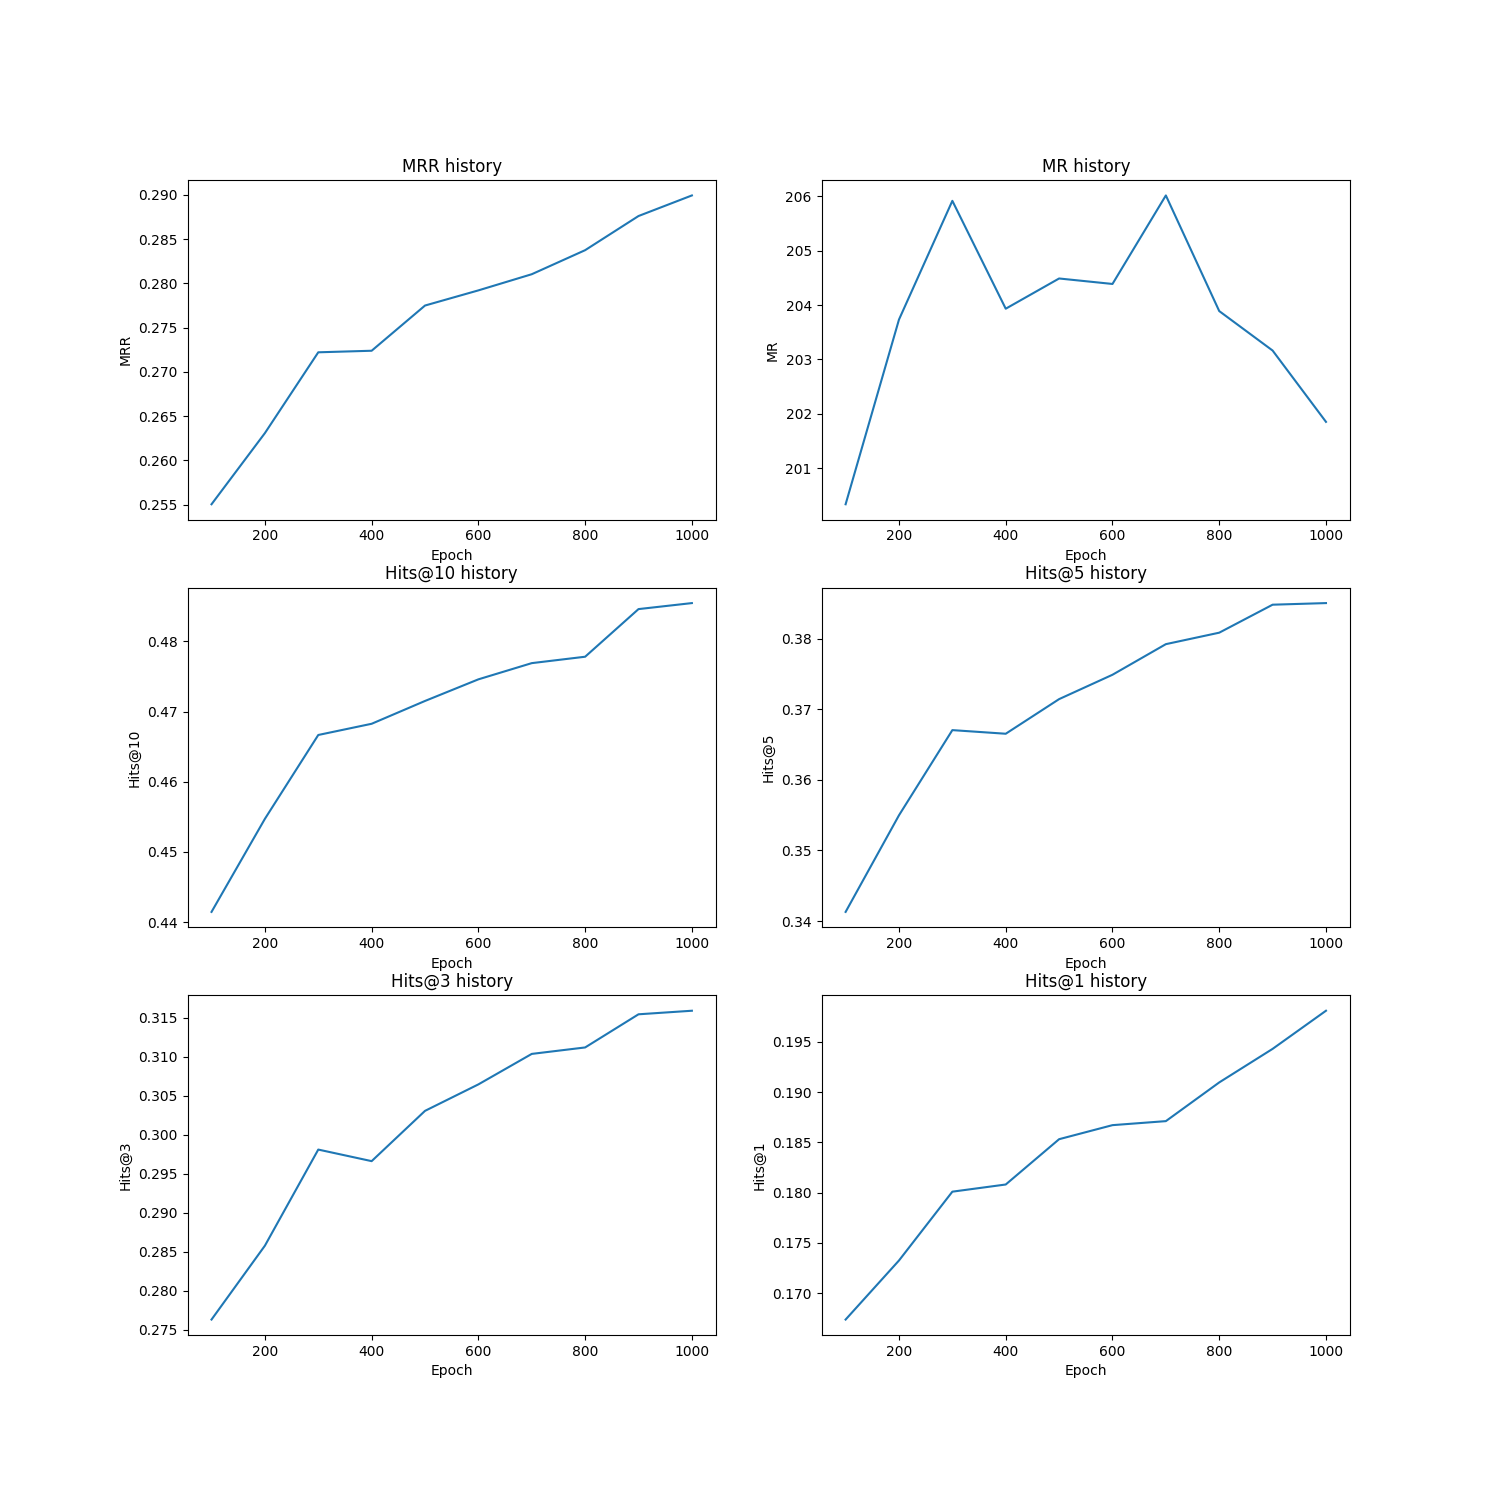 MRR history
0.290
0.285
0.280
0.275
0.270
0.265
0.260
0.255
MRR
200 400 600 800 1000
Epoch
MR history
206
205
204
203
202
201
MR
200 400 600 800 1000
Epoch
Hits@10 history
0.48
0.47
0.46
0.45
0.44
Hits@10
200 400 600 800 1000
Epoch
Hits@5 history
0.38
0.37
0.36
0.35
0.34
Hits@5
200 400 600 800 1000
Epoch
Hits@3 history
0.315
0.310
0.305
0.300
0.295
0.290
0.285
0.280
0.275
Hits@3
200 400 600 800 1000
Epoch
Hits@1 history
0.195
0.190
0.185
0.180
0.175
0.170
Hits@1
200 400 600 800 1000
Epoch